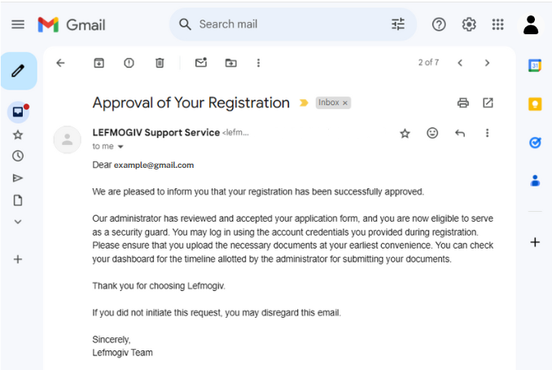 Gmail
Search mail
2 of 7
Approval of Your Registration
Inbox ×
LEFMOGIV Support Service <lefm...
to me
Dear example@gmail.com
We are pleased to inform you that your registration has been successfully approved.
Our administrator has reviewed and accepted your application form, and you are now eligible to serve
as a security guard. You may log in using the account credentials you provided during registration.
Please ensure that you upload the necessary documents at your earliest convenience. You can check
your dashboard for the timeline allotted by the administrator for submitting your documents.
Thank you for choosing Lefmogiv.
If you did not initiate this request, you may disregard this email.
Sincerely,
Lefmogiv Team